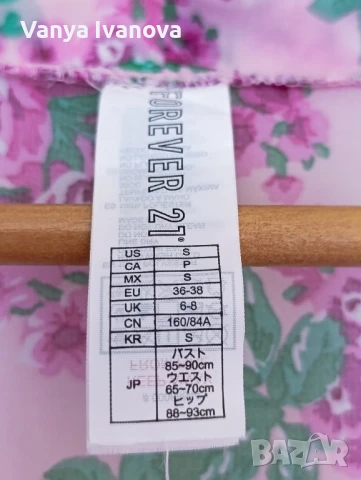 Vanya Ivanova
FOREVER 21®
US S
CA P
MX S
EU 36-38
UK 6-8
CN 160/84A
KR S
JP バスト
85~90cm
ウエスト
65~70cm
ヒップ
88~93cm
BAZAR